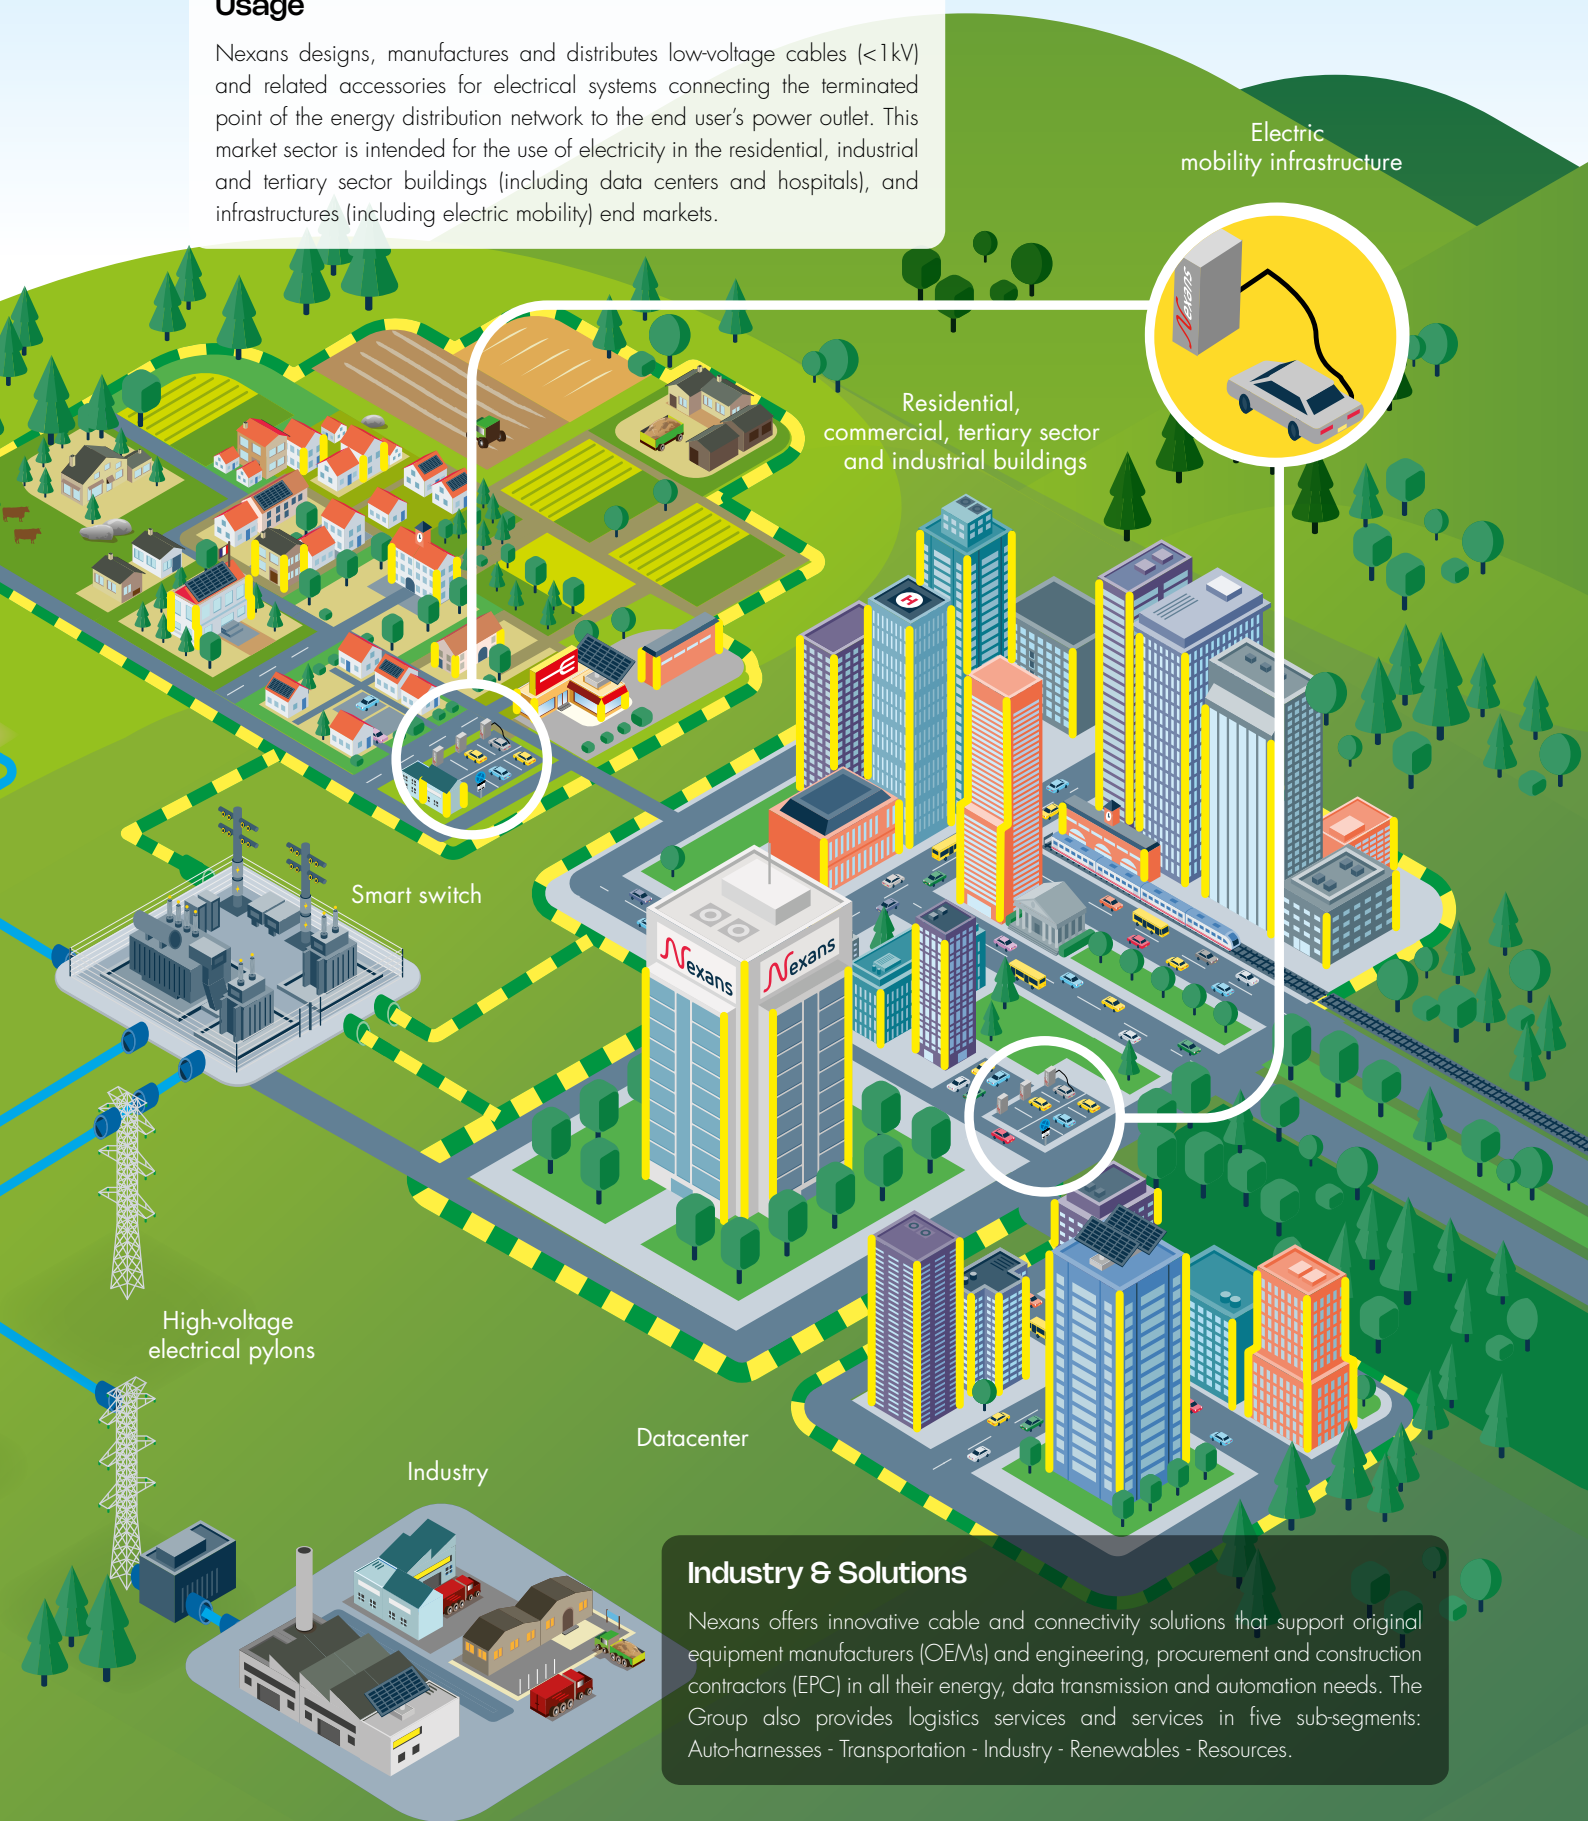 Usage
Nexans designs, manufactures and distributes low-voltage cables (<1kV)
and related accessories for electrical systems connecting the terminated
point of the energy distribution network to the end user's power outlet. This
market sector is intended for the use of electricity in the residential, industrial
and tertiary sector buildings (including data centers and hospitals), and
infrastructures (including electric mobility) end markets.
Electric
mobility infrastructure
Nexans
Residential,
commercial, tertiary sector
and industrial buildings
H
Smart switch
Nexans
Nexans
High-voltage
electrical pylons
Datacenter
Industry
Industry & Solutions
Nexans offers innovative cable and connectivity solutions that support original
equipment manufacturers (OEMs) and engineering, procurement and construction
contractors (EPC) in all their energy, data transmission and automation needs. The
Group also provides logistics services and services in five sub-segments:
Auto-harnesses - Transportation - Industry - Renewables - Resources.